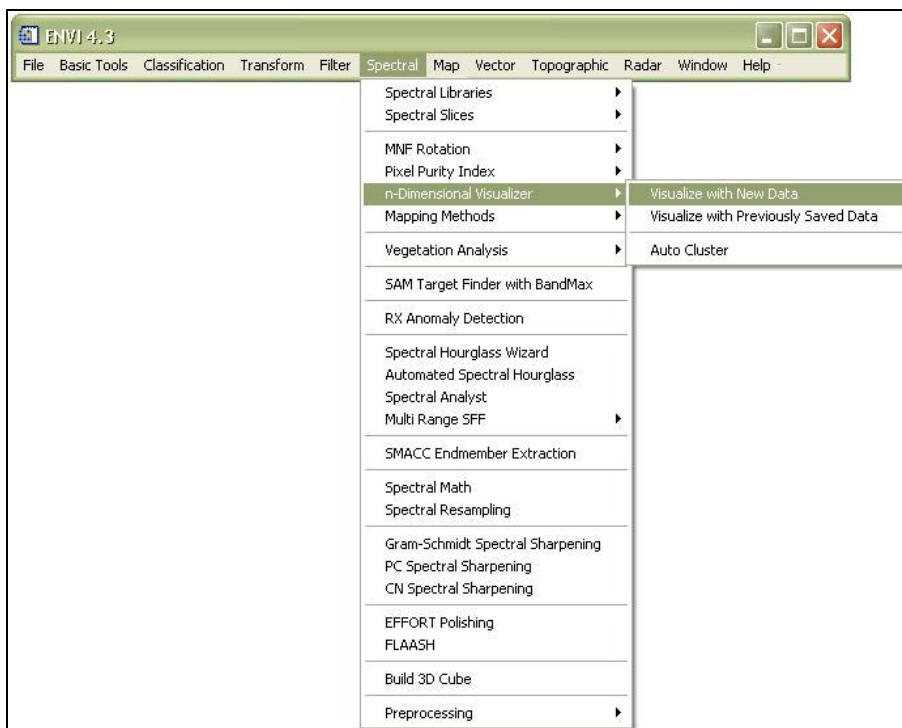 ENVI 4.3
File Basic Tools Classification Transform Filter Spectral Map Vector Topographic Radar Window Help
Spectral Libraries
Spectral Slices
MNF Rotation
Pixel Purity Index
n-Dimensional Visualizer
Visualize with New Data
Mapping Methods
Visualize with Previously Saved Data
Vegetation Analysis
Auto Cluster
SAM Target Finder with BandMax
RX Anomaly Detection
Spectral Hourglass Wizard
Automated Spectral Hourglass
Spectral Analyst
Multi Range SFF
SMACC Endmember Extraction
Spectral Math
Spectral Resampling
Gram-Schmidt Spectral Sharpening
PC Spectral Sharpening
CN Spectral Sharpening
EFFORT Polishing
FLAASH
Build 3D Cube
Preprocessing